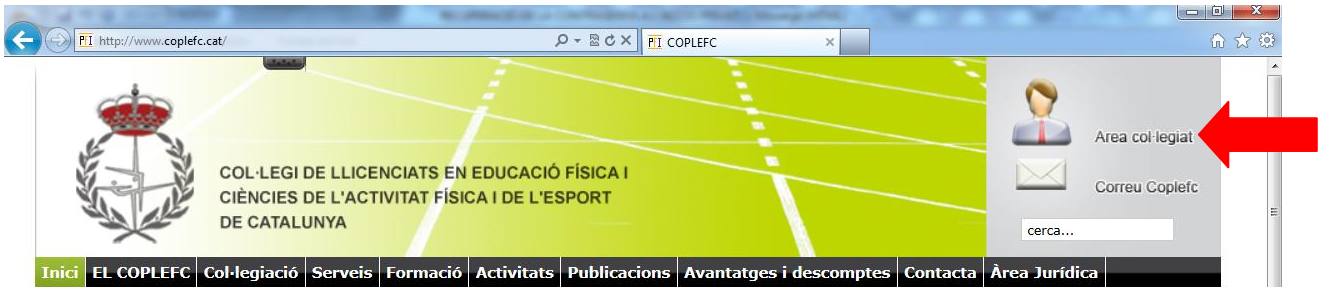 http://www.coplefc.cat/
COPLEFC
Area col·legiat
COL·LEGI DE LLICENCIATS EN EDUCACIÓ FÍSICA I
CIÈNCIES DE L'ACTIVITAT FÍSICA I DE L'ESPORT
DE CATALUNYA
Correu Coplefc
cerca...
Inici EL COPLEFC Col·legiació Serveis Formació Activitats Publicacions Avantatges i descomptes Contacta Àrea Jurídica